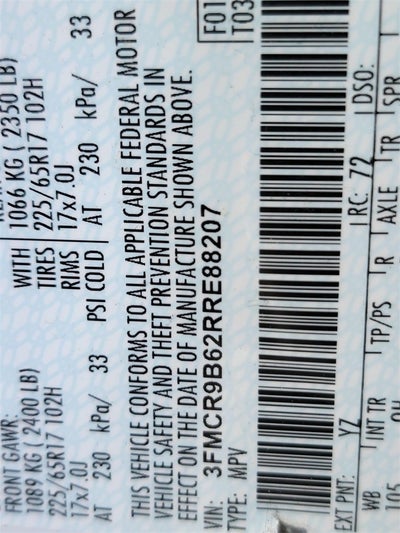 FRONT GAWR:
1089 KG ( 2400 LB) WITH 1066 KG ( 2350 LB)
225/65R17 102H TIRES 225/65R17 102H
17x7.0J RIMS 17x7.0J
AT 230 kPa/ 33 PSI COLD AT 230 kPa/ 33
THIS VEHICLE CONFORMS TO ALL APPLICABLE FEDERAL MOTOR
VEHICLE SAFETY AND THEFT PREVENTION STANDARDS IN
EFFECT ON THE DATE OF MANUFACTURE SHOWN ABOVE.
VIN: 3FMCR9B62RRE88207 F01
TYPE: MPV T03
EXT PNT: YZ RC: 72 DSO:
WB INT TR TP/PS R AXLE TR SPR
105